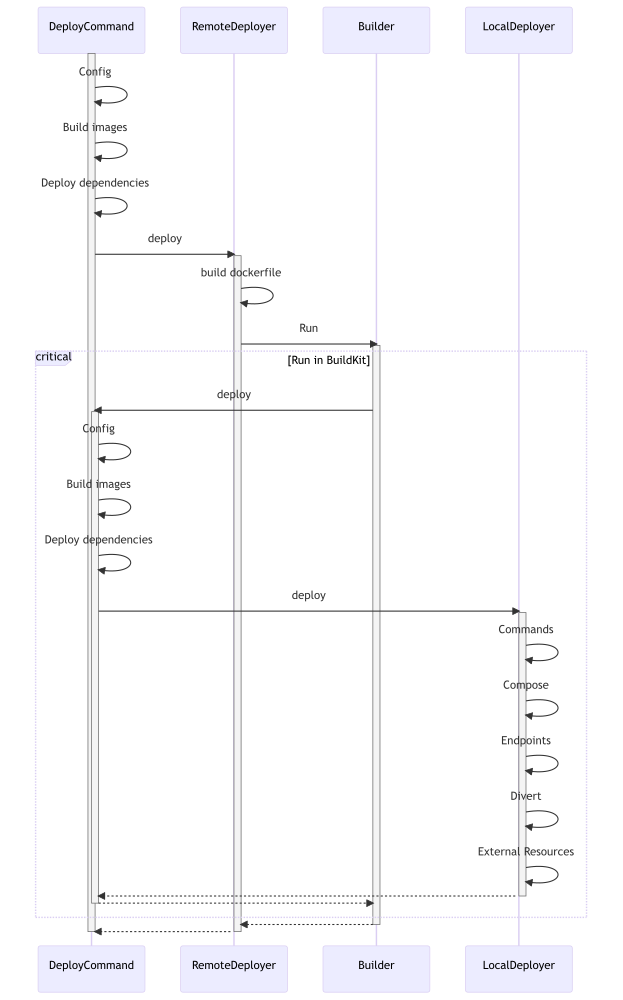 DeployCommand
RemoteDeployer
Builder
LocalDeployer
Config
Build images
Deploy dependencies
deploy
build dockerfile
Run
critical
[Run in BuildKit]
deploy
Config
Build images
Deploy dependencies
deploy
Commands
Compose
Endpoints
Divert
External Resources
DeployCommand
RemoteDeployer
Builder
LocalDeployer